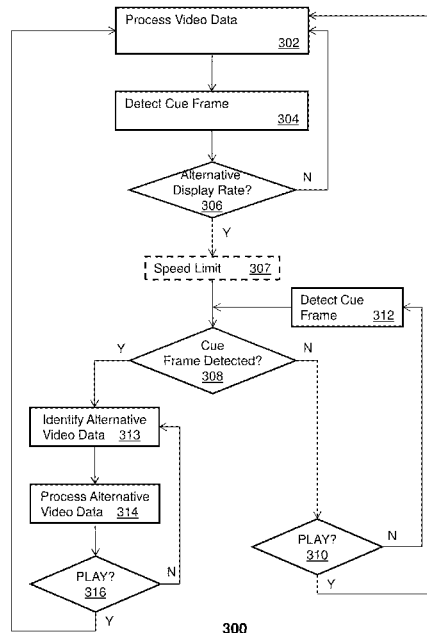 Process Video Data
302
Detect Cue Frame
304
N
Alternative
Display Rate?
306
Y
Speed Limit 307
Detect Cue
Frame 312
Y
Cue
Frame Detected?
308
N
Identify Alternative
Video Data 313
Process Alternative
Video Data 314
PLAY?
310
N
Y
PLAY?
316
N
Y
300